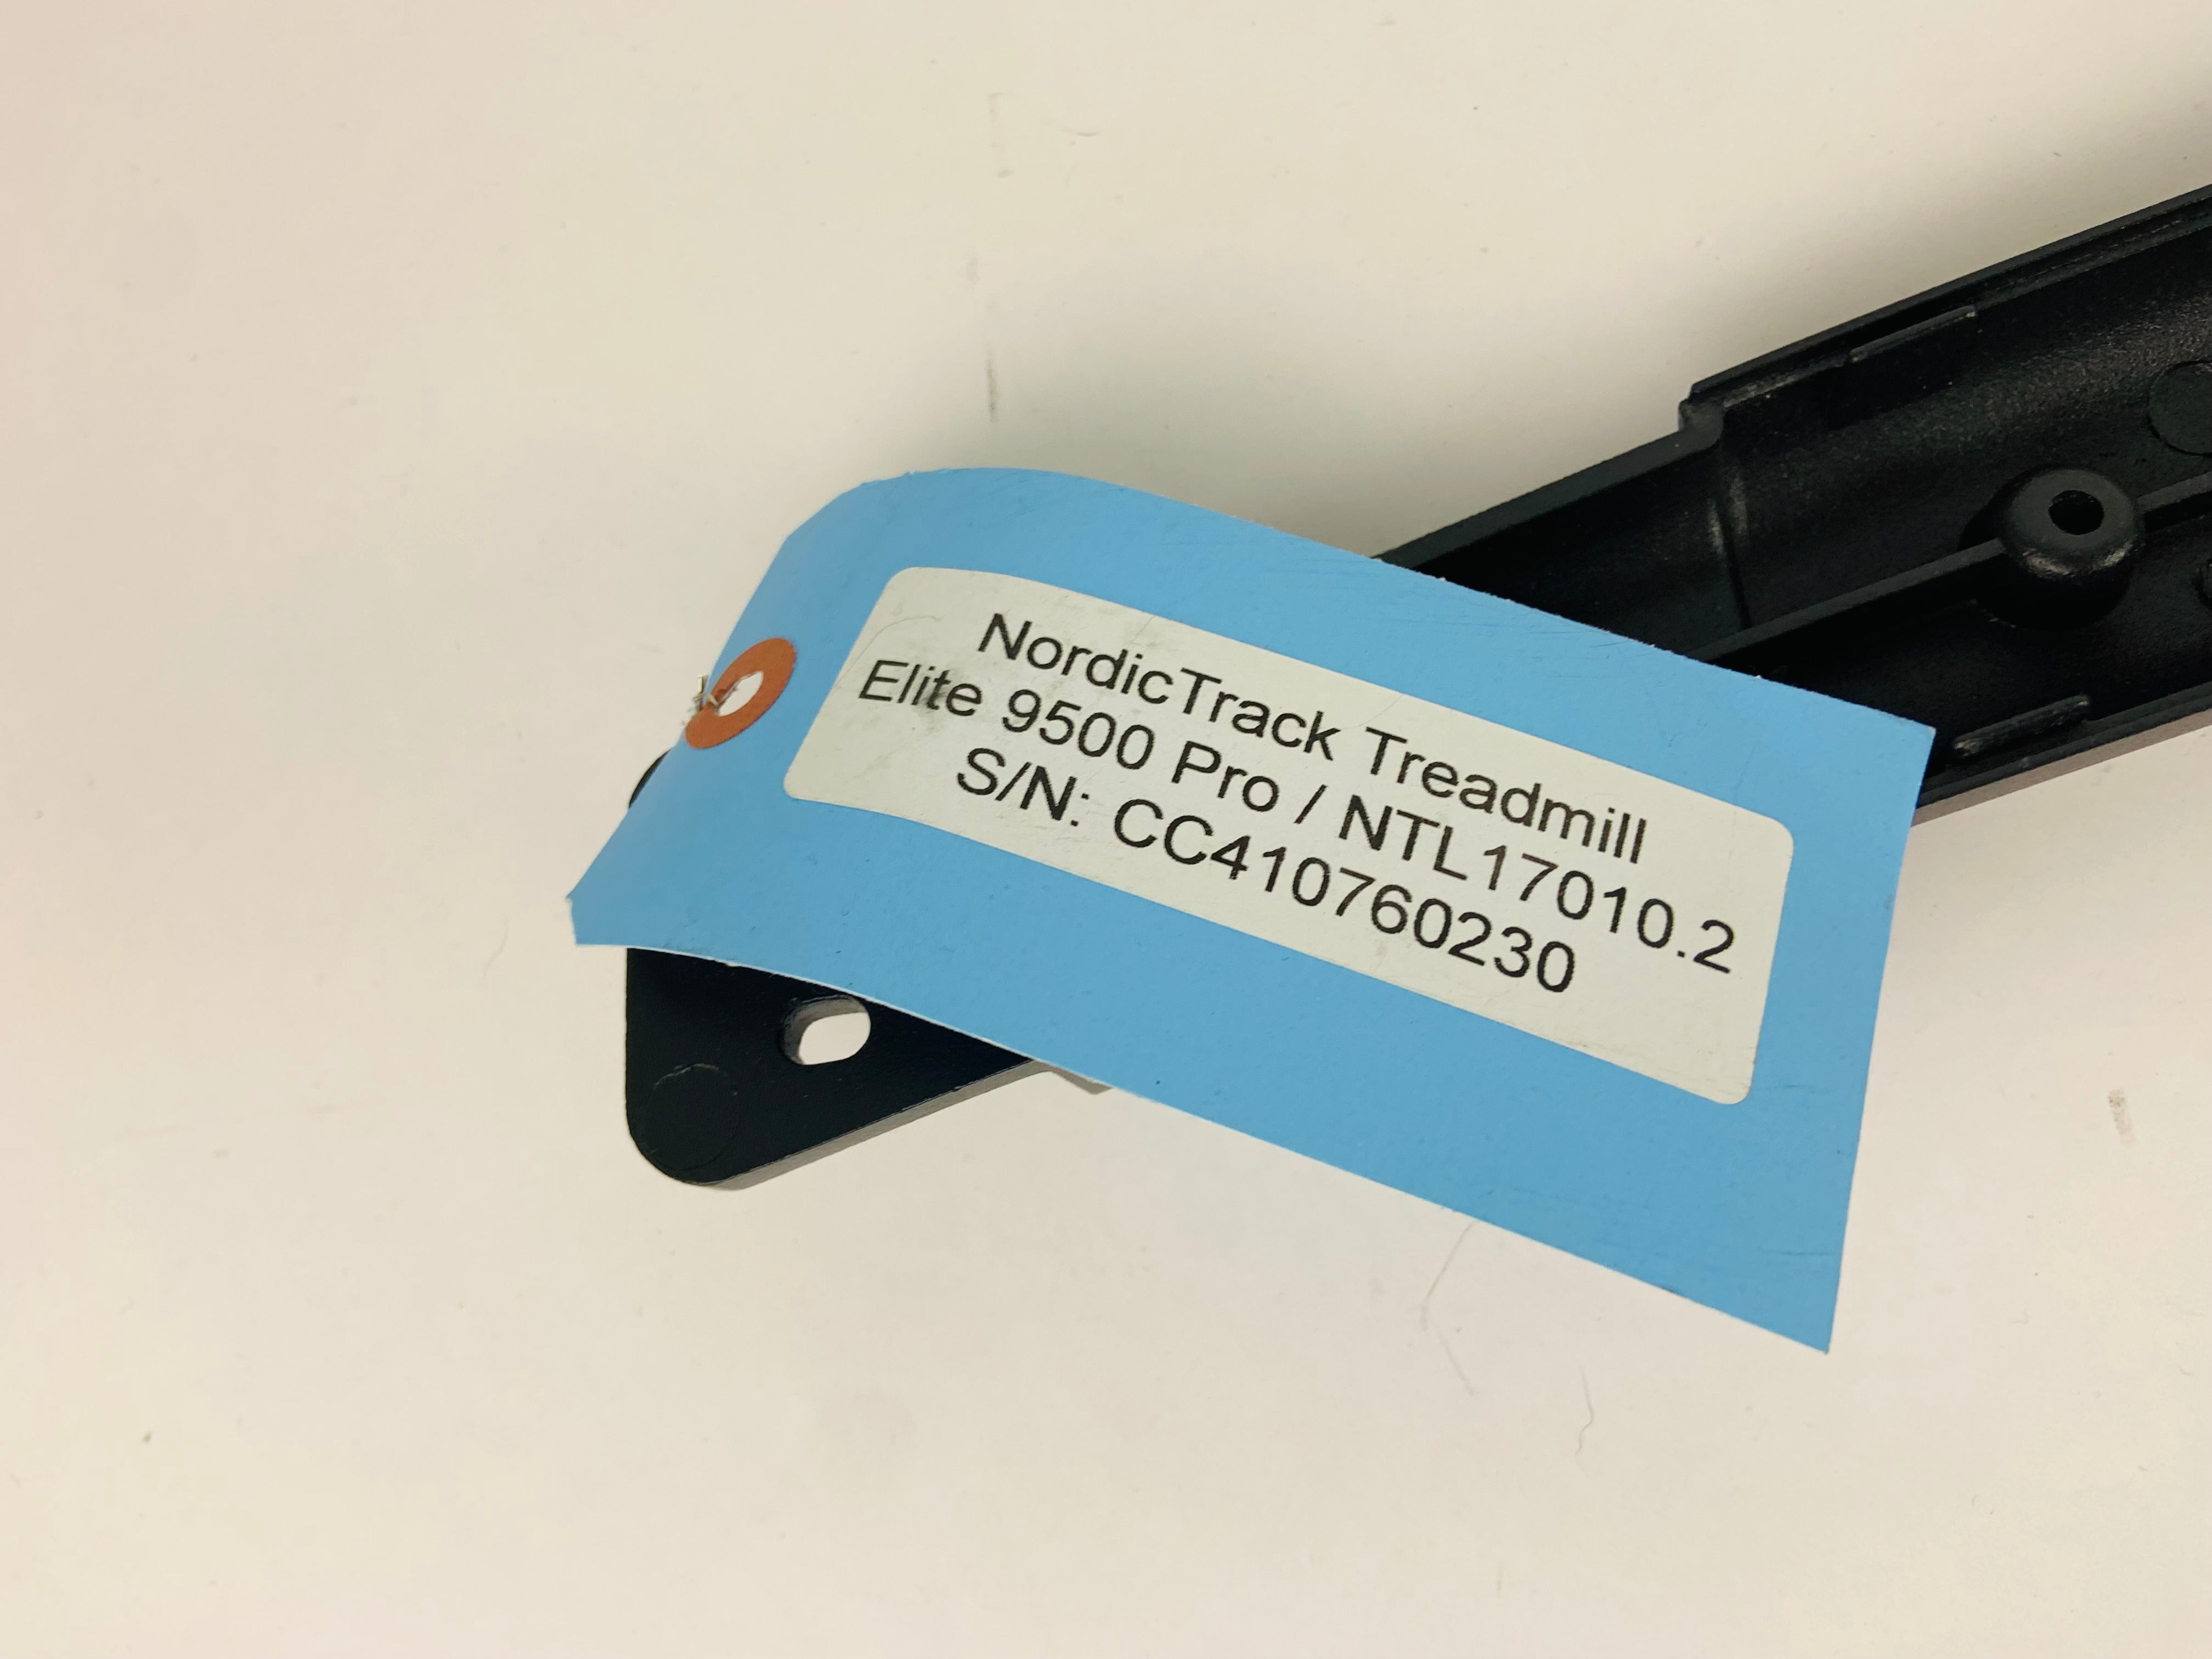 NordicTrack Treadmill
Elite 9500 Pro / NTL17010.2
S/N: CC410760230